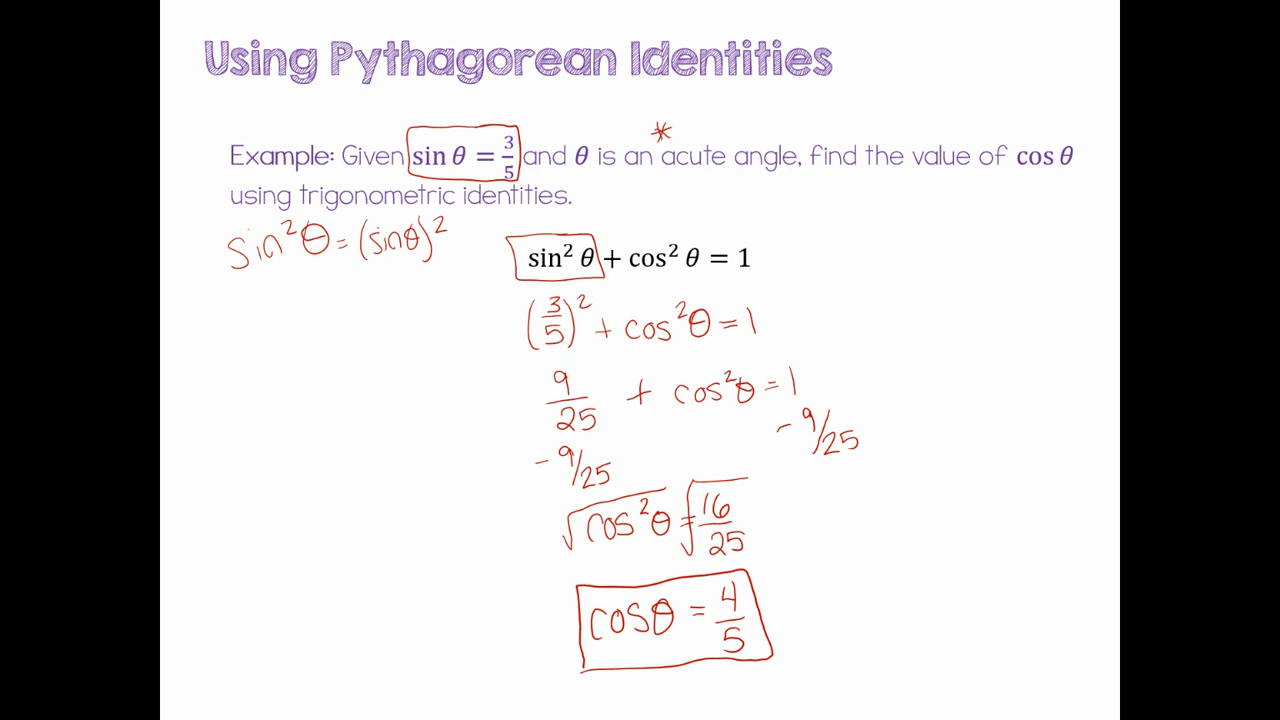 Using Pythagorean Identities
*
Example: Given sin θ = 3/5 and θ is an acute angle, find the value of cos θ
using trigonometric identities.
sin²θ = (sinθ)²
sin² θ + cos² θ = 1
(3/5)² + cos²θ = 1
9/25 + cos²θ = 1
- 9/25 - 9/25
√cos²θ = √16/25
cosθ = 4/5